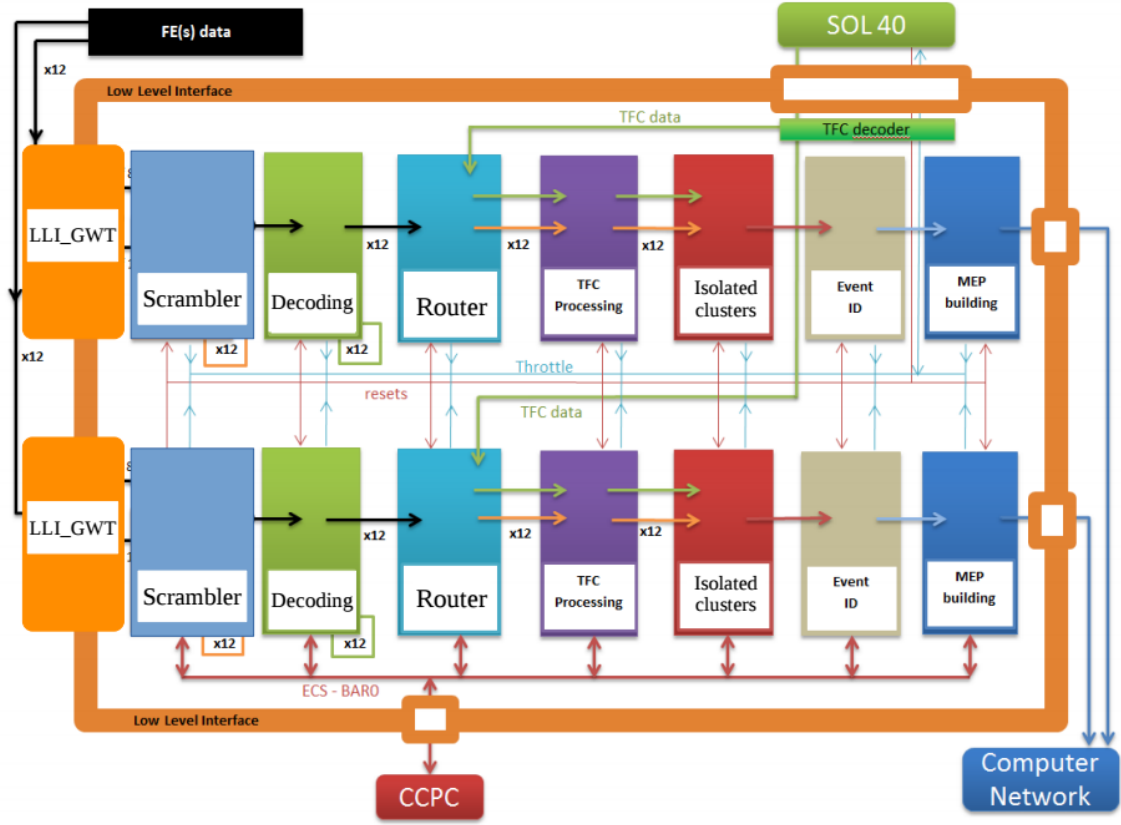 FE(s) data
SOL 40
x12
Low Level Interface
TFC data
TFC decoder
8
LLI_GWT
x12
x12
x12
Scrambler
Decoding
Router
TFC
Processing
Isolated
clusters
Event
ID
MEP
building
x12
x12
x12
Throttle
resets
TFC data
8
LLI_GWT
1
x12
x12
x12
Scrambler
Decoding
Router
TFC
Processing
Isolated
clusters
Event
ID
MEP
building
x12
x12
ECS - BAR0
Low Level Interface
CCPC
Computer
Network